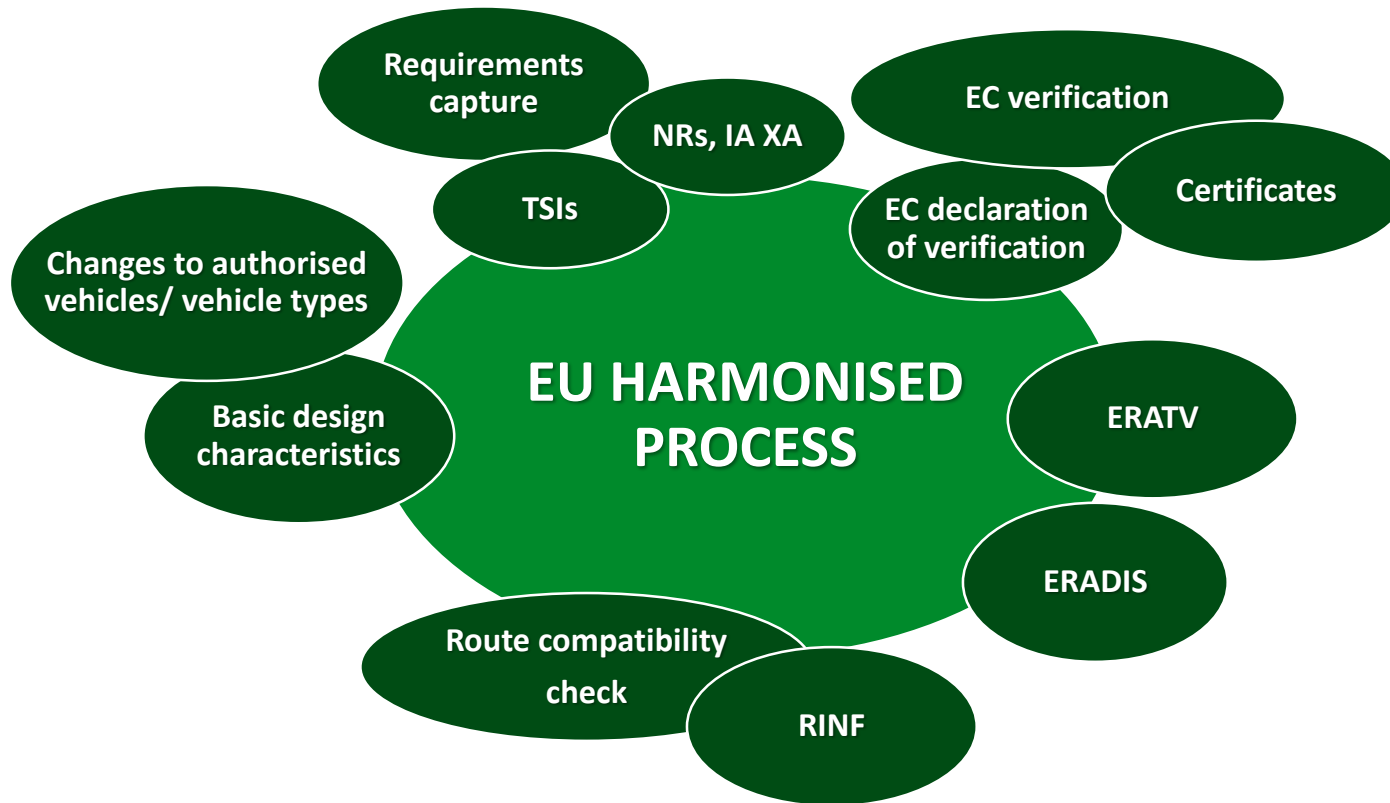 Requirements
capture
NRs, IA XA
TSIs
EC verification
Certificates
EC declaration
of verification
Changes to authorised
vehicles/ vehicle types
Basic design
characteristics
EU HARMONISED
PROCESS
ERATV
ERADIS
Route compatibility
check
RINF